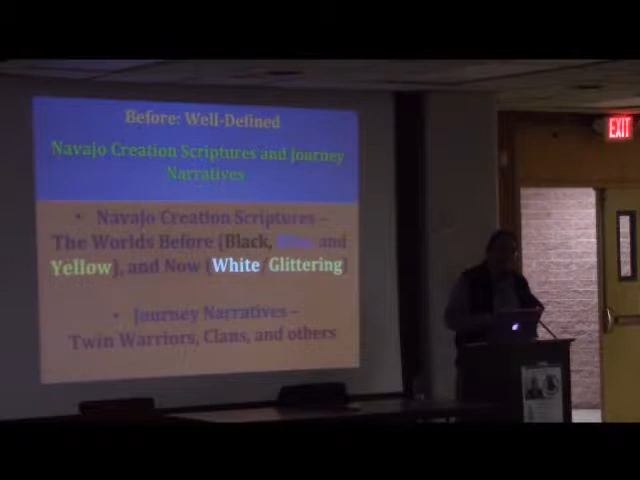 Before: Well-Defined
Navajo Creation Scriptures and Journey
Narratives
• Navajo Creation Scriptures –
The Worlds Before (Black, Blue, and
Yellow), and Now (White/Glittering)
• Journey Narratives –
Twin Warriors, Clans, and others
EXIT